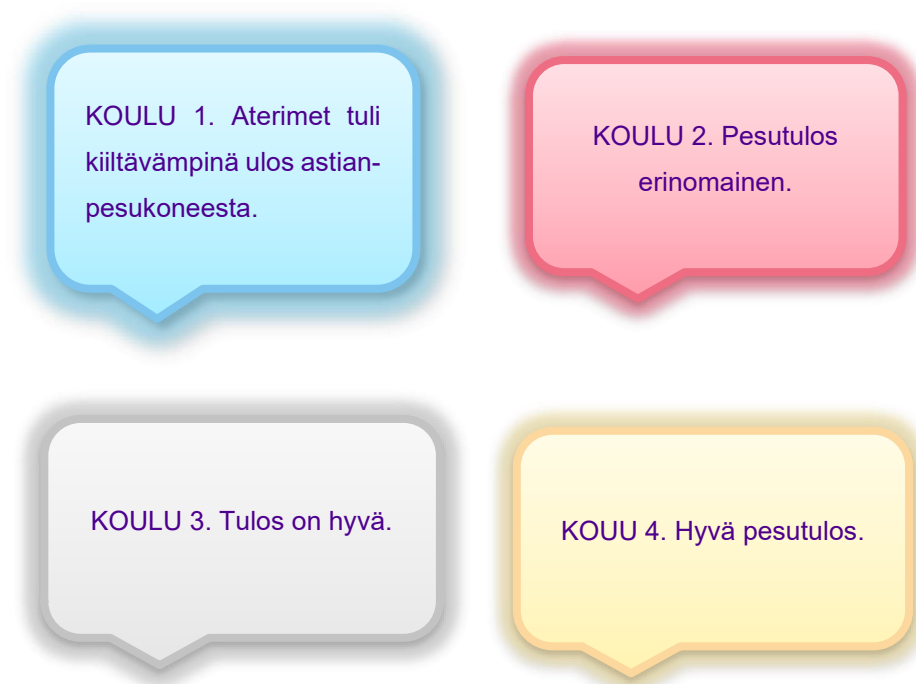 KOULU 1. Aterimet tuli
kiiltävämpinä ulos astian-
pesukoneesta.
KOULU 2. Pesutulos
erinomainen.
KOULU 3. Tulos on hyvä.
KOUU 4. Hyvä pesutulos.